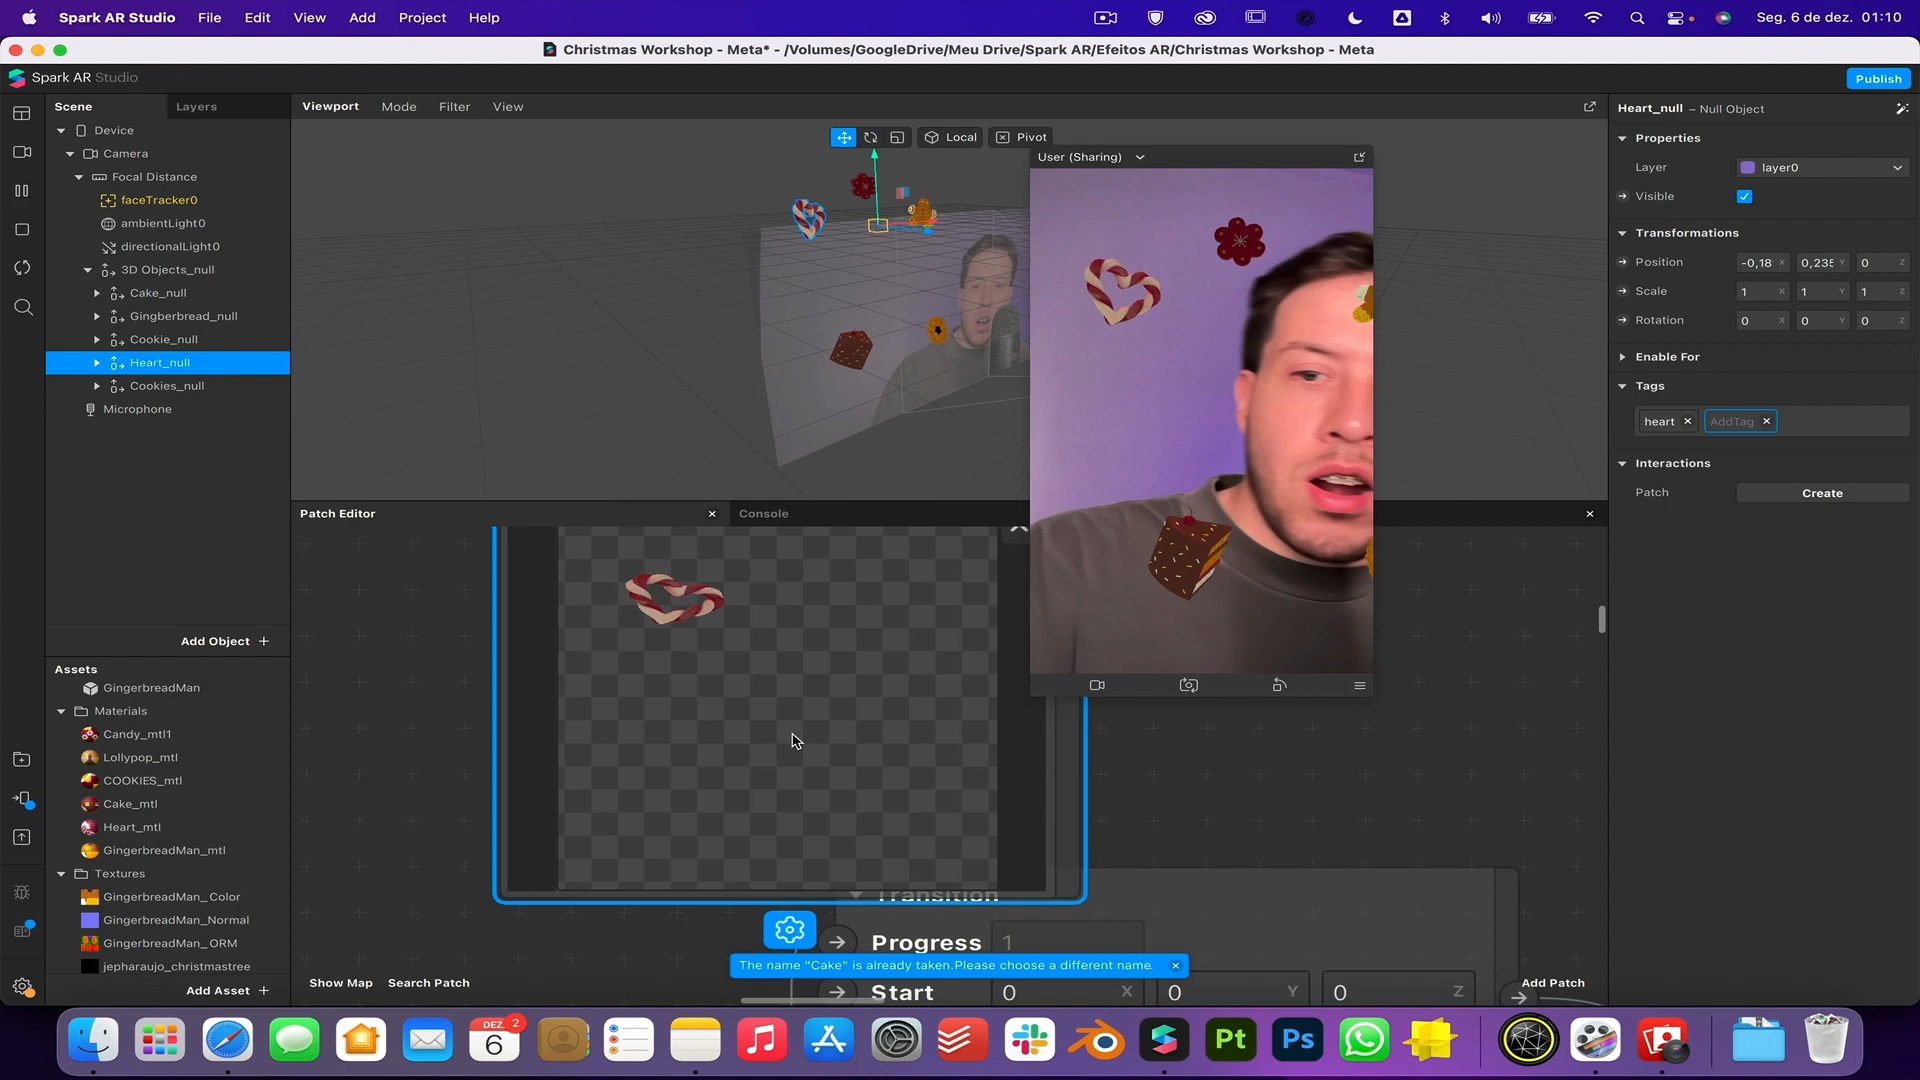 Spark AR Studio File Edit View Add Project Help Seg. 6 de dez. 01:10
Christmas Workshop - Meta* - /Volumes/GoogleDrive/Meu Drive/Spark AR/Efeitos AR/Christmas Workshop - Meta
Spark AR Studio
Publish
Scene Layers
Viewport Mode Filter View
Heart_null – Null Object
Device
Camera
Focal Distance
faceTracker0
ambientLight0
directionalLight0
3D Objects_null
Cake_null
Gingberbread_null
Cookie_null
Heart_null
Cookies_null
Microphone
Add Object +
Local Pivot
User (Sharing)
Properties
Layer layer0
Visible
Transformations
Position -0,18 X 0,235 Y 0 Z
Scale 1 X 1 Y 1 Z
Rotation 0 X 0 Y 0 Z
Enable For
Tags
heart AddTag
Interactions
Patch Create
Patch Editor
Console
Assets
GingerbreadMan
Materials
Candy_mtl1
Lollypop_mtl
COOKIES_mtl
Cake_mtl
Heart_mtl
GingerbreadMan_mtl
Textures
GingerbreadMan_Color
GingerbreadMan_Normal
GingerbreadMan_ORM
jepharaujo_christmastree
Add Asset +
Transition
Progress 1
The name "Cake" is already taken.Please choose a different name.
Start 0 X 0 Y 0 Z
Show Map Search Patch
Add Patch
DEZ. 2
6
Pt
Ps